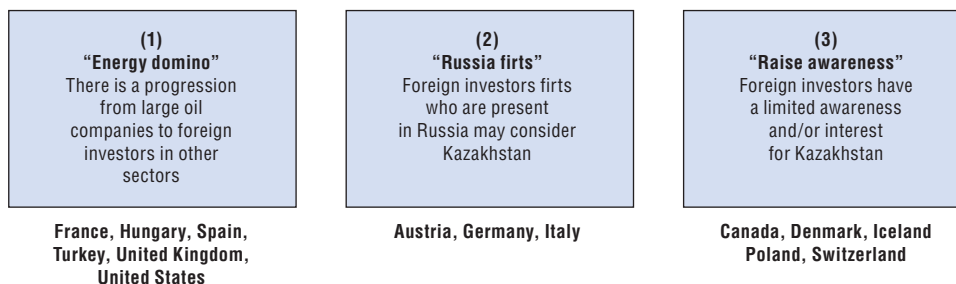 (1)
“Energy domino”
There is a progression
from large oil
companies to foreign
investors in other
sectors
France, Hungary, Spain,
Turkey, United Kingdom,
United States
(2)
“Russia firts”
Foreign investors firts
who are present
in Russia may consider
Kazakhstan
Austria, Germany, Italy
(3)
“Raise awareness”
Foreign investors have
a limited awareness
and/or interest
for Kazakhstan
Canada, Denmark, Iceland
Poland, Switzerland